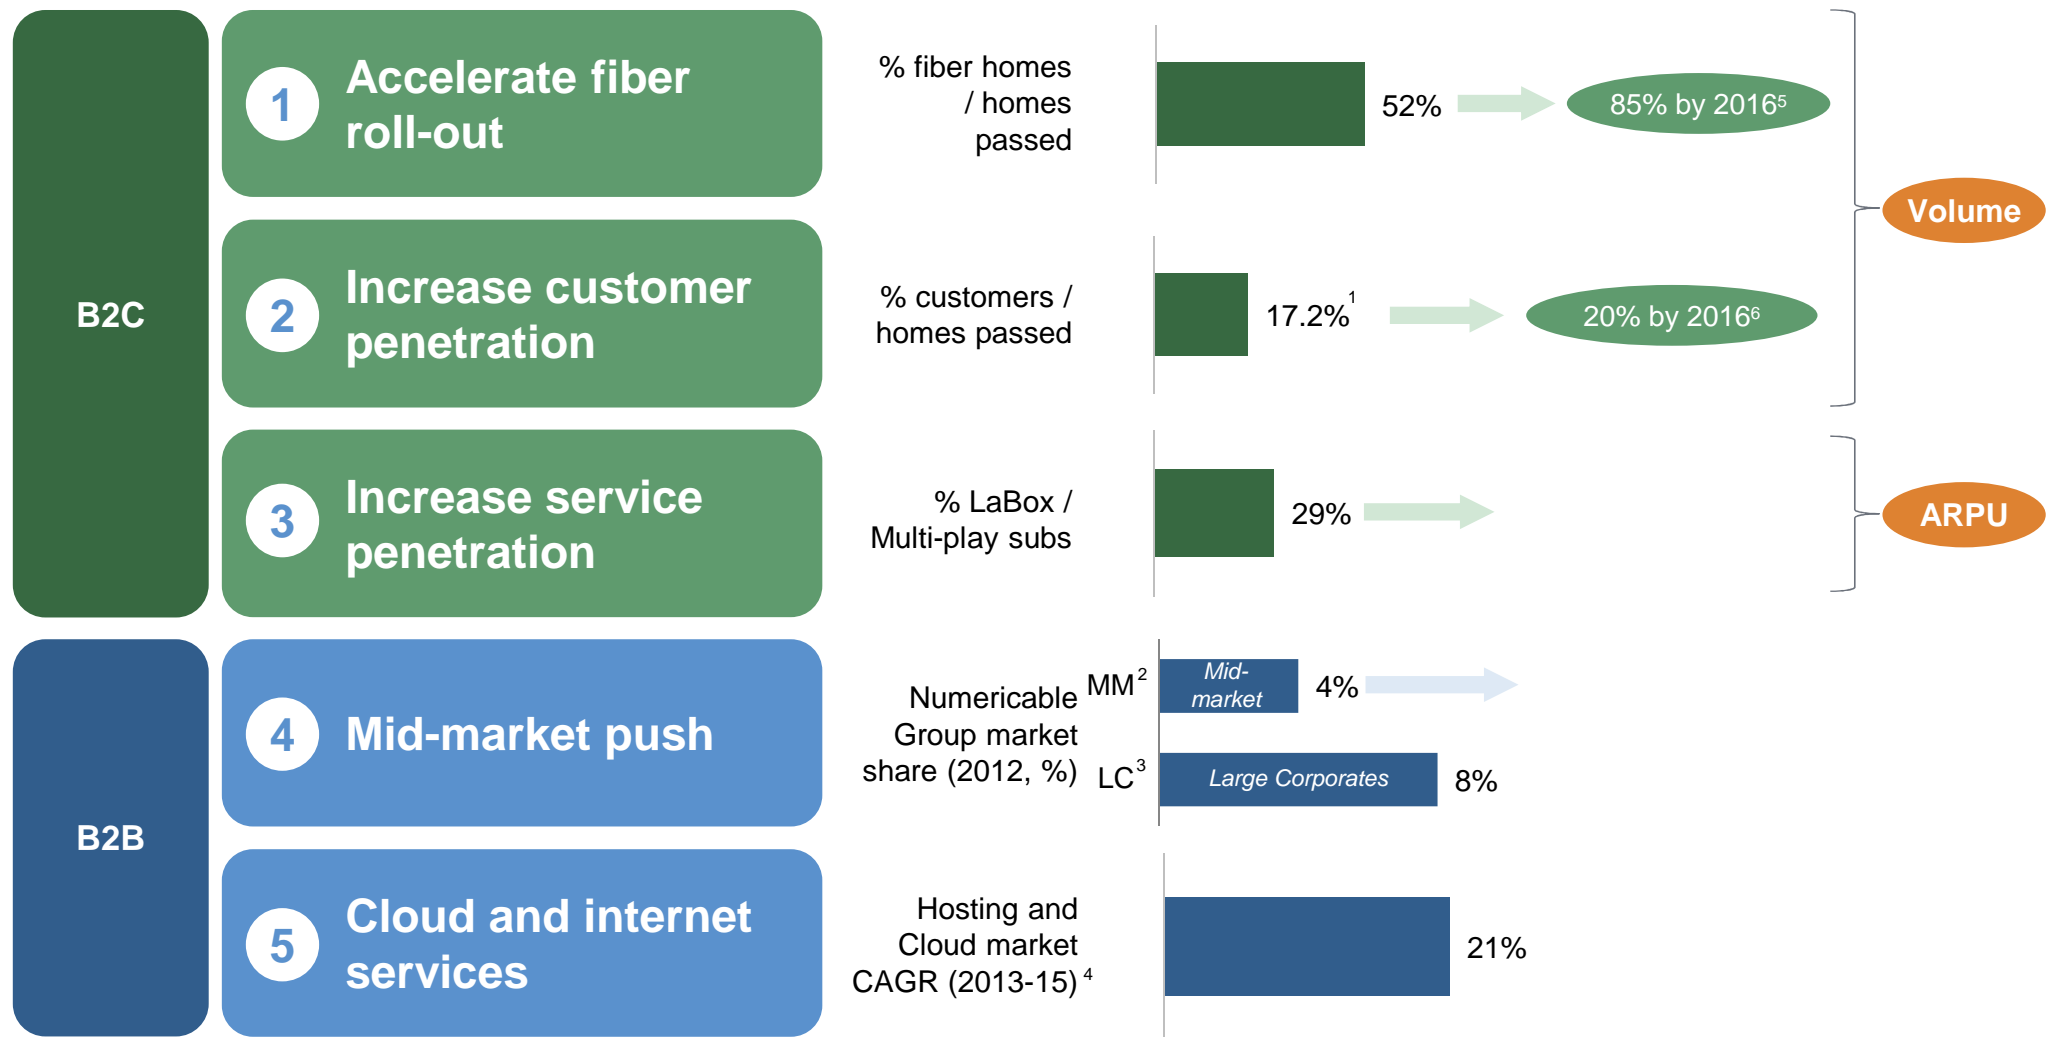 B2C
1
Accelerate fiber
roll-out
% fiber homes
/ homes
passed
52%
85% by 2016⁵
2
Increase customer
penetration
% customers /
homes passed
17.2%¹
20% by 2016⁶
Volume
3
Increase service
penetration
% LaBox /
Multi-play subs
29%
ARPU
B2B
4
Mid-market push
Numericable
Group market
share (2012, %)
MM²
Mid-
market
4%
LC³
Large Corporates
8%
5
Cloud and internet
services
Hosting and
Cloud market
CAGR (2013-15)⁴
21%